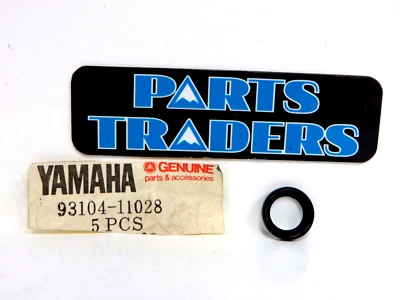 PARTS
TRADERS
YAMAHA GENUINE
parts & accessories
93104-11028
5 PCS